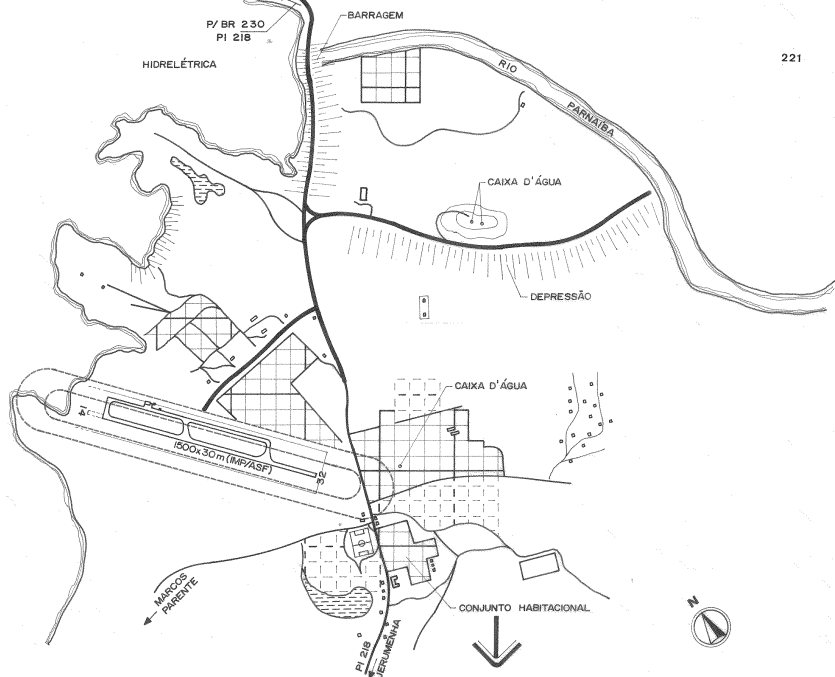 P/ BR 230
PI 218
BARRAGEM
HIDRELÉTRICA
221
RIO
PARNAÍBA
CAIXA D'ÁGUA
DEPRESSÃO
CAIXA D'ÁGUA
14
1500x30m (IMP/ASF)
32
MARCOS
PARENTE
CONJUNTO HABITACIONAL
N
PI 218
JERUMENHA